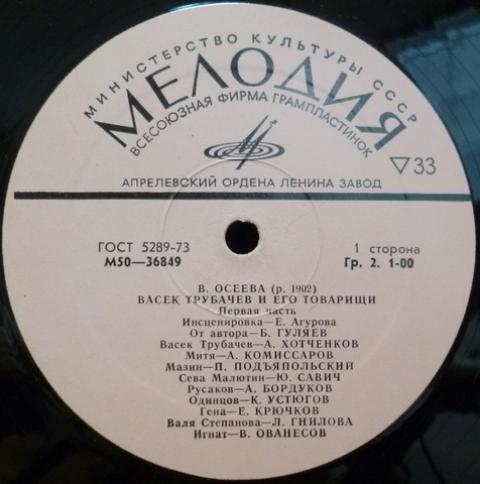 МИНИСТЕРСТВО КУЛЬТУРЫ СССР
МЕЛОДИЯ
ВСЕСОЮЗНАЯ ФИРМА ГРАМПЛАСТИНОК
▽33
АПРЕЛЕВСКИЙ ОРДЕНА ЛЕНИНА ЗАВОД
ГОСТ 5289-73
М50—36849
1 сторона
Гр. 2. 1-00
В. ОСЕЕВА (р. 1902)
ВАСЕК ТРУБАЧЕВ И ЕГО ТОВАРИЩИ
Первая часть
Инсценировка—Е. Агурова
От автора—Б. ГУЛЯЕВ
Васек Трубачев—А. ХОТЧЕНКОВ
Митя—А. КОМИССАРОВ
Мазин—П. ПОДЪЯПОЛЬСКИЙ
Сева Малютин—Ю. САВИЧ
Русаков—А. БОРДУКОВ
Одинцов—К. УСТЮГОВ
Гена—Е. КРЮЧКОВ
Валя Степанова—Л. ГНИЛОВА
Игнат—В. ОВАНЕСОВ